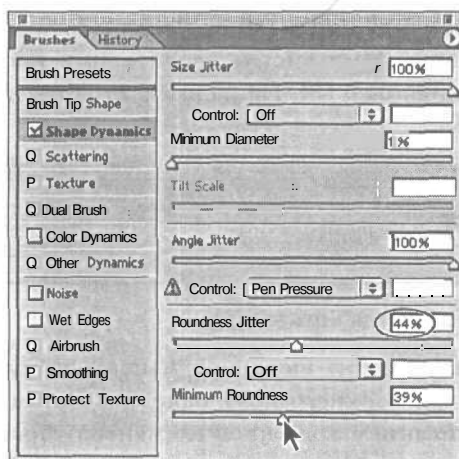 Brushes History
Brush Presets
Brush Tip Shape
Shape Dynamics
Q Scattering
P Texture
Q Dual Brush
Color Dynamics
Q Other Dynamics
Noise
Wet Edges
Q Airbrush
P Smoothing
P Protect Texture
Size Jitter r 100%
Control: [ Off
Minimum Diameter 1%
Tilt Scale
Angle Jitter 100%
Control: [ Pen Pressure
Roundness Jitter 44%
Control: [Off
Minimum Roundness 39%